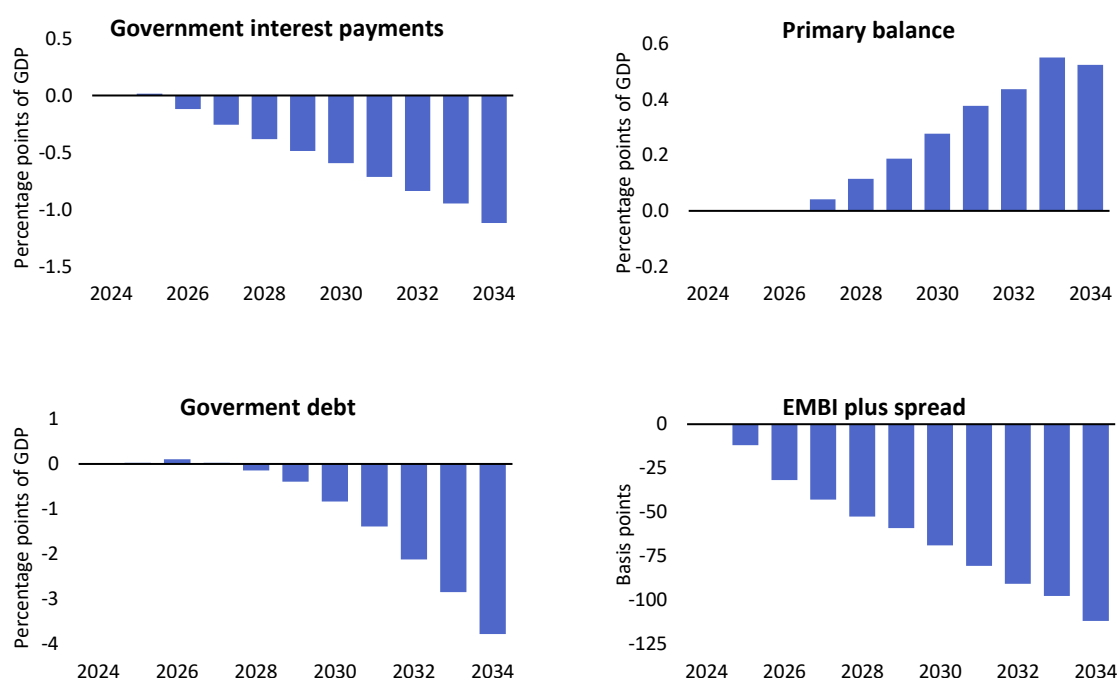 Government interest payments
Percentage points of GDP
0.5
0.0
-0.5
-1.0
-1.5
2024 2026 2028 2030 2032 2034
Primary balance
Percentage points of GDP
0.6
0.4
0.2
0.0
-0.2
2024 2026 2028 2030 2032 2034
Goverment debt
Percentage points of GDP
1
0
-1
-2
-3
-4
2024 2026 2028 2030 2032 2034
EMBI plus spread
Basis points
0
-25
-50
-75
-100
-125
2024 2026 2028 2030 2032 2034